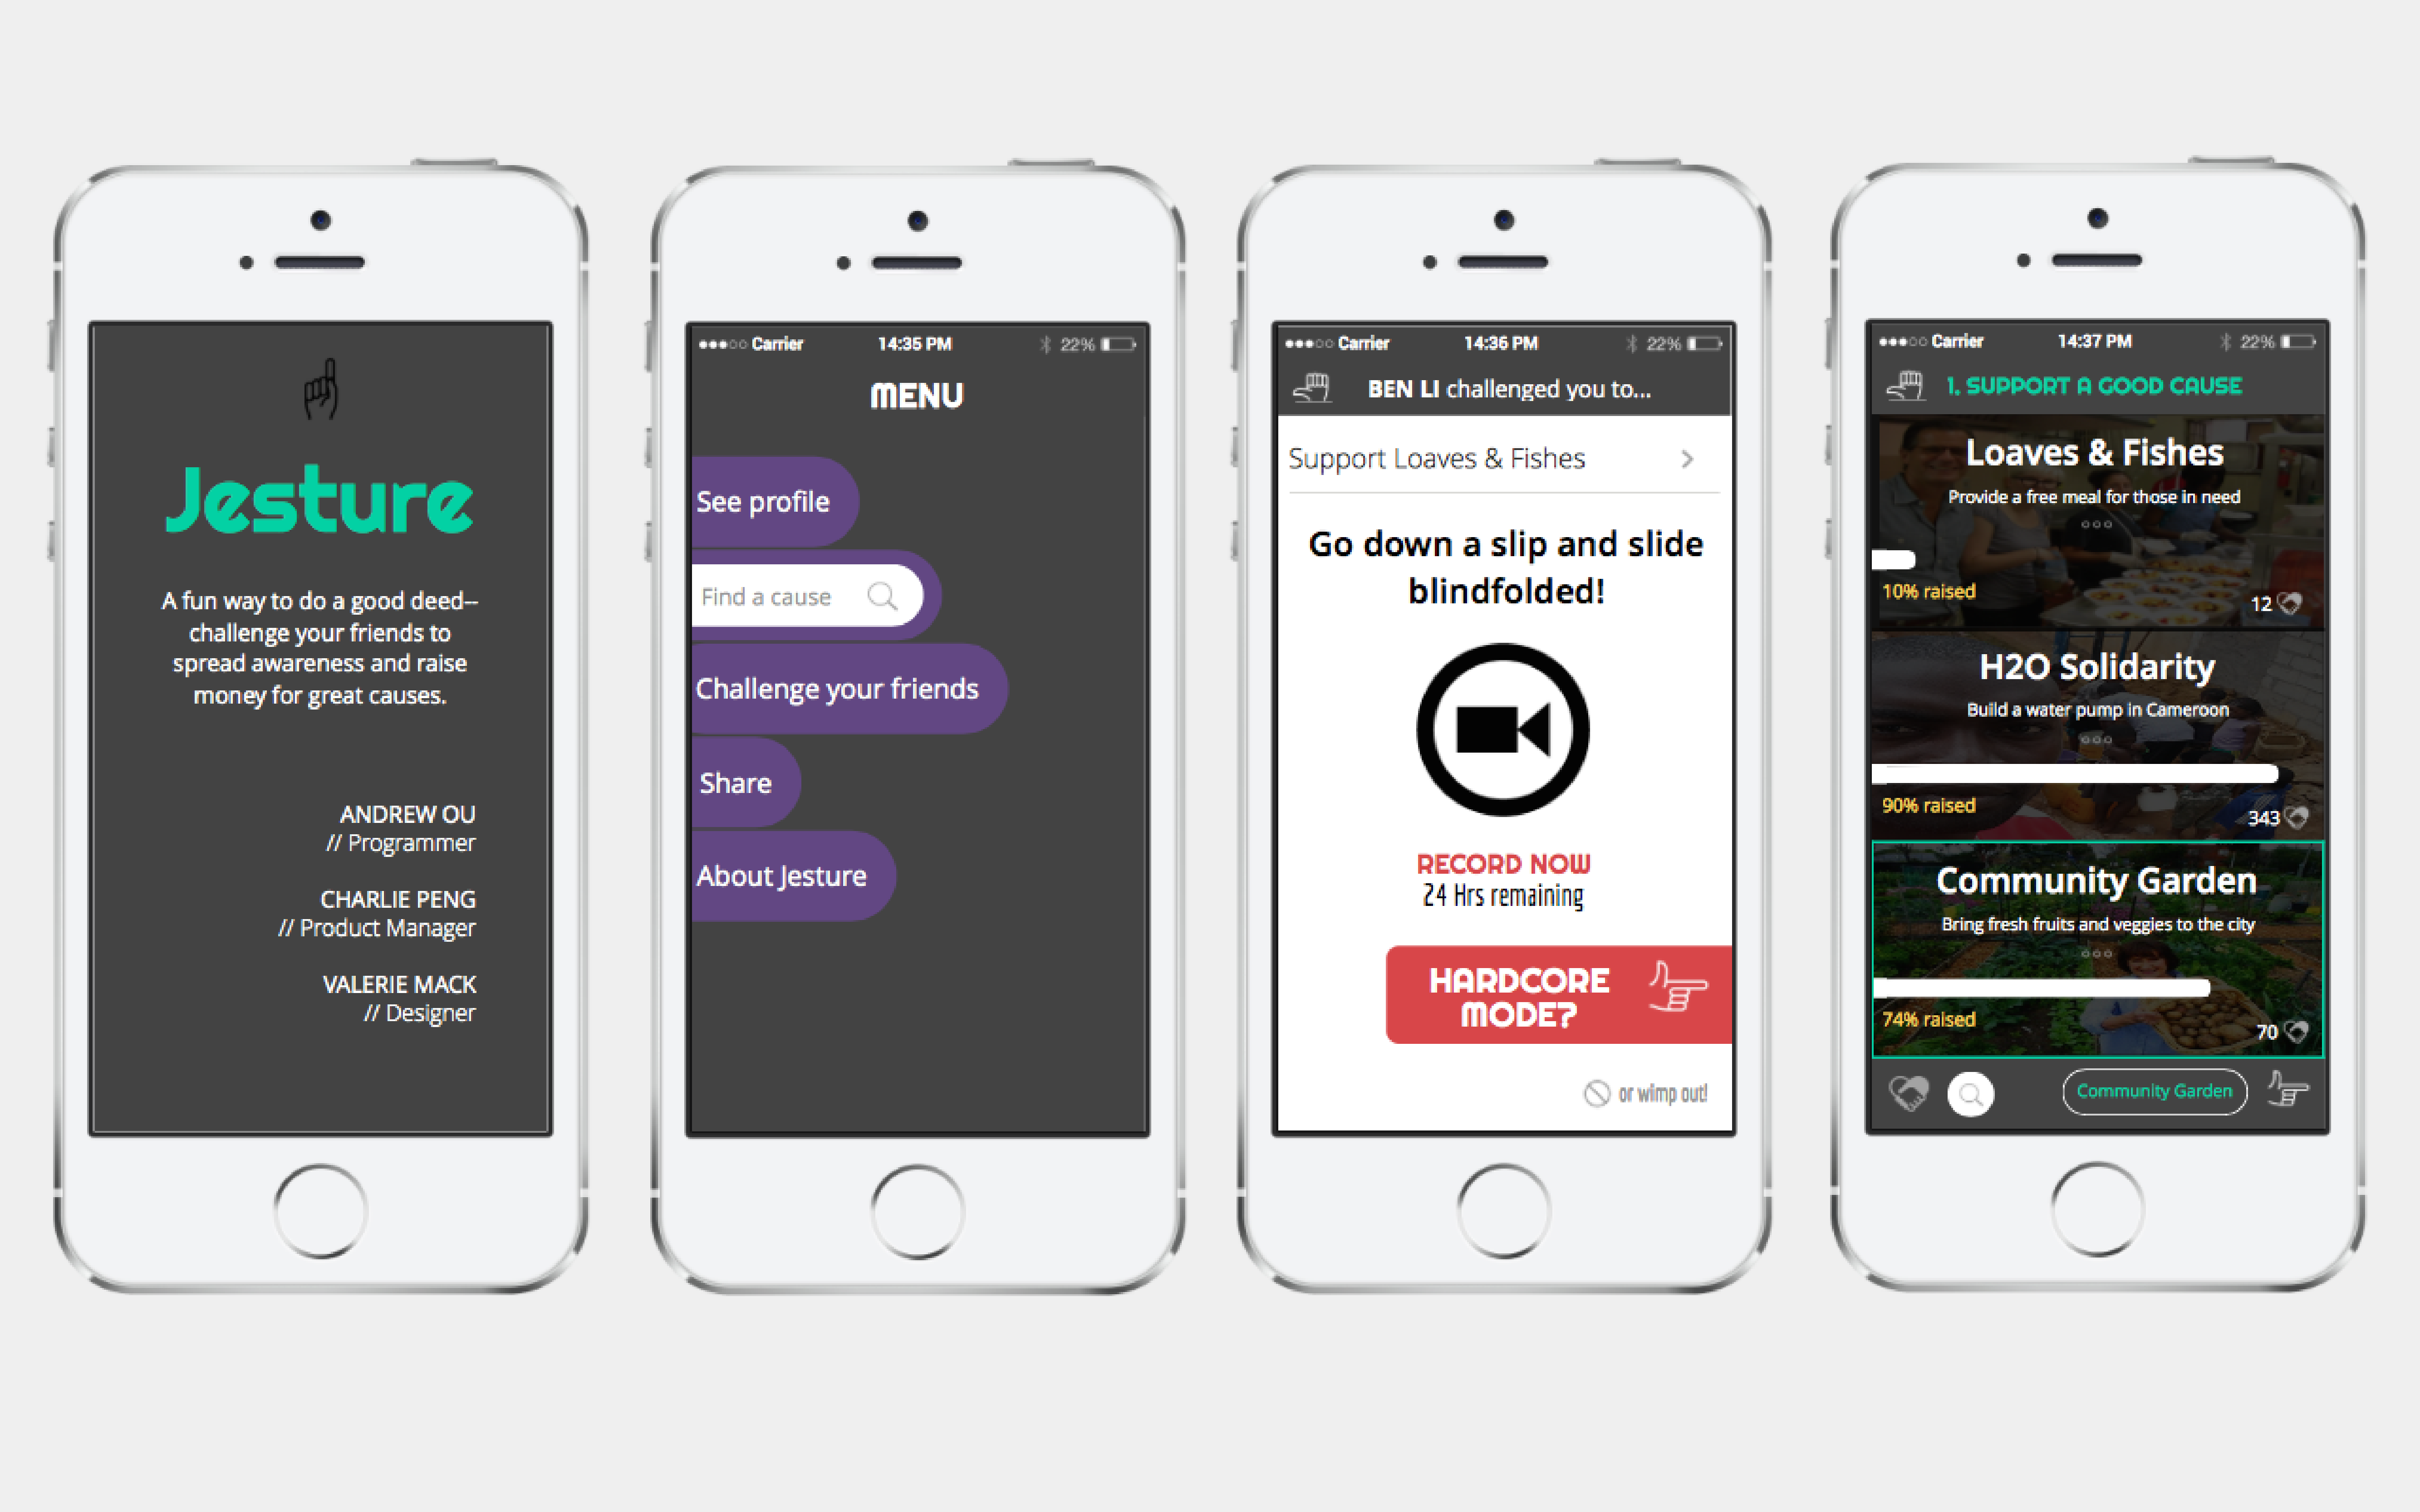 Jesture
A fun way to do a good deed--
challenge your friends to
spread awareness and raise
money for great causes.
ANDREW OU
// Programmer
CHARLIE PENG
// Product Manager
VALERIE MACK
// Designer
Carrier 14:35 PM 22%
MENU
See profile
Find a cause
Challenge your friends
Share
About Jesture
Carrier 14:36 PM 22%
BEN LI challenged you to...
Support Loaves & Fishes
Go down a slip and slide
blindfolded!
RECORD NOW
24 Hrs remaining
HARDCORE
MODE?
or wimp out!
Carrier 14:37 PM 22%
1. SUPPORT A GOOD CAUSE
Loaves & Fishes
Provide a free meal for those in need
10% raised
12
H2O Solidarity
Build a water pump in Cameroon
90% raised
343
Community Garden
Bring fresh fruits and veggies to the city
74% raised
70
Community Garden